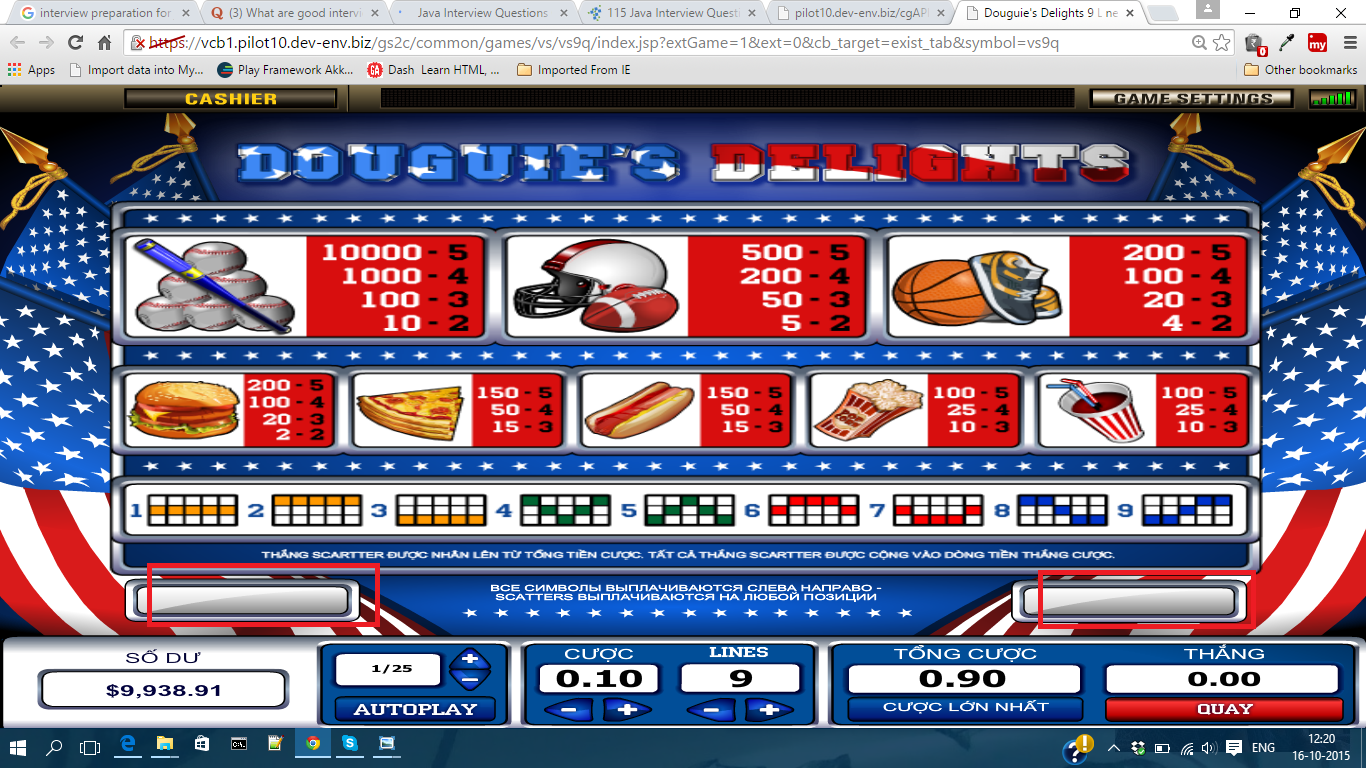 interview preparation for
(3) What are good intervi
Java Interview Questions
115 Java Interview Questi
pilot10.dev-env.biz/cgAPI
Douguie's Delights 9 L ne
https://vcb1.pilot10.dev-env.biz/gs2c/common/games/vs/vs9q/index.jsp?extGame=1&ext=0&cb_target=exist_tab&symbol=vs9q
Apps
Import data into My...
Play Framework Akk...
Dash Learn HTML, ...
Imported From IE
Other bookmarks
CASHIER
GAME SETTINGS
DOUGUIE'S DELIGHTS
10000 - 5
1000 - 4
100 - 3
10 - 2
500 - 5
200 - 4
50 - 3
5 - 2
200 - 5
100 - 4
20 - 3
4 - 2
200 - 5
100 - 4
20 - 3
2 - 2
150 - 5
50 - 4
15 - 3
150 - 5
50 - 4
15 - 3
100 - 5
25 - 4
10 - 3
100 - 5
25 - 4
10 - 3
1 2 3 4 5 6 7 8 9
THẮNG SCARTTER ĐƯỢC NHÂN LÊN TỪ TỔNG TIỀN CƯỢC. TẤT CẢ THẮNG SCARTTER ĐƯỢC CỘNG VÀO DÒNG TIỀN THẮNG CƯỢC.
ВСЕ СИМВОЛЫ ВЫПЛАЧИВАЮТСЯ СЛЕВА НАПРАВО -
SCATTERS ВЫПЛАЧИВАЮТСЯ НА ЛЮБОЙ ПОЗИЦИИ
SỐ DƯ
$9,938.91
1/25
AUTOPLAY
CƯỢC
0.10
LINES
9
TỔNG CƯỢC
0.90
CƯỢC LỚN NHẤT
THẮNG
0.00
QUAY
ENG
12:20
16-10-2015